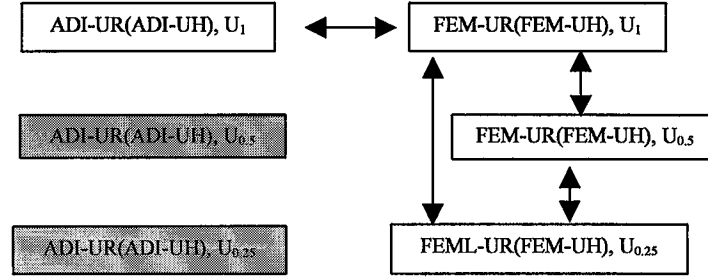 ADI-UR(ADI-UH), U1 FEM-UR(FEM-UH), U1
ADI-UR(ADI-UH), U0.5 FEM-UR(FEM-UH), U0.5
ADI-UR(ADI-UH), U0.25 FEML-UR(FEM-UH), U0.25